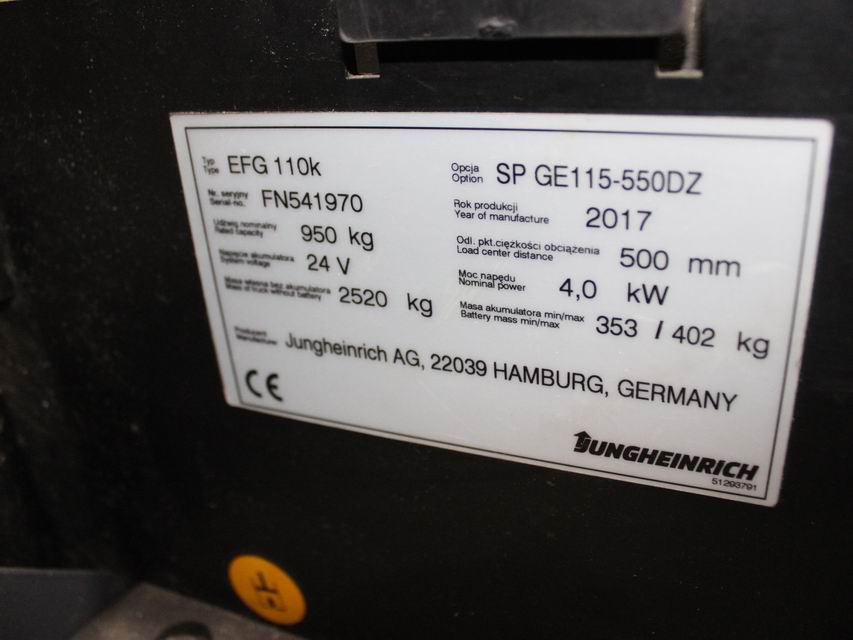 Typ
Type EFG 110k
Opcja
Option SP GE115-550DZ
Nr. seryjny
Serial-no. FN541970
Rok produkcji
Year of manufacture 2017
Udźwig nominalny
Rated capacity 950 kg
Odl. pkt.ciężkości obciążenia
Load center distance 500 mm
Napięcie akumulatora
System voltage 24 V
Moc napędu
Nominal power 4,0 kW
Masa własna bez akumulatora
Mass of truck without battery 2520 kg
Masa akumulatora min/max
Battery mass min/max 353 / 402 kg
Producent
Manufacturer Jungheinrich AG, 22039 HAMBURG, GERMANY
CE
JUNGHEINRICH
51293791